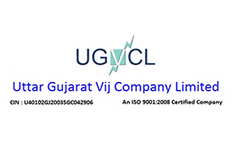 UGVCL
Uttar Gujarat Vij Company Limited
CIN : U40102GJ2003SGC042906 An ISO 9001:2008 Certified Company